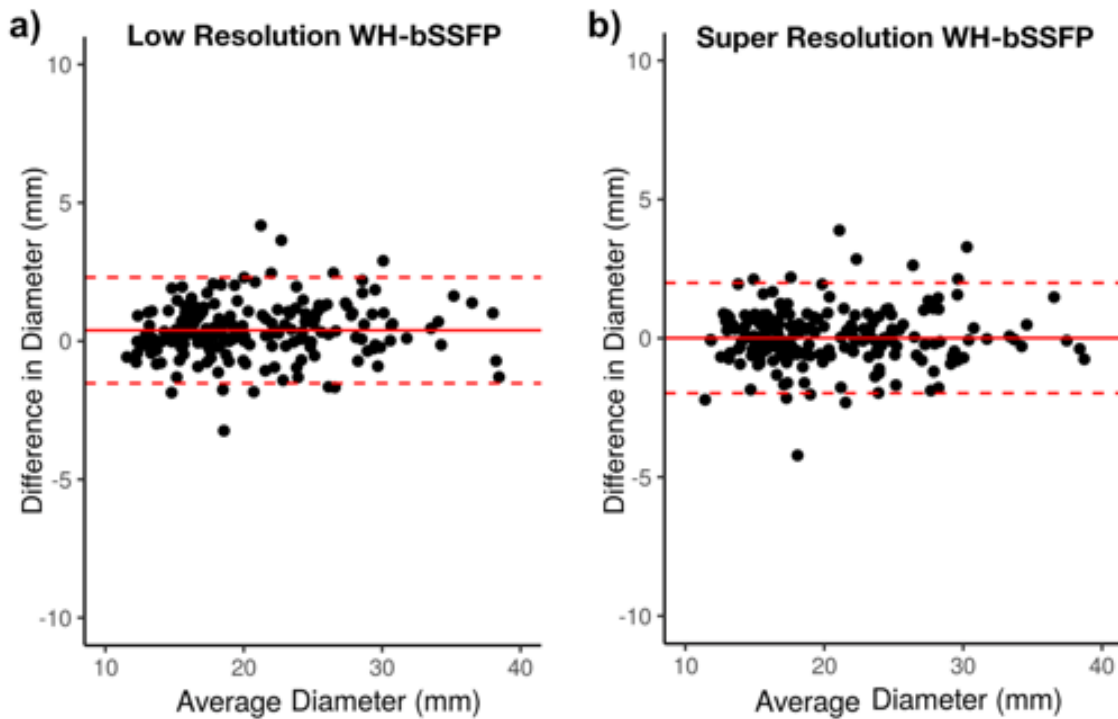 a)
Low Resolution WH-bSSFP
Difference in Diameter (mm)
10
5
0
-5
-10
10
20
30
40
Average Diameter (mm)
b)
Super Resolution WH-bSSFP
Difference in Diameter (mm)
10
5
0
-5
-10
10
20
30
40
Average Diameter (mm)